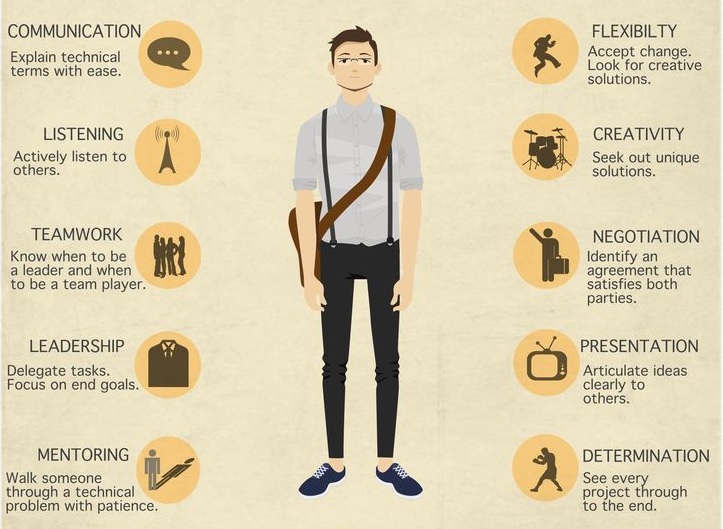 COMMUNICATION
Explain technical
terms with ease.
LISTENING
Actively listen to
others.
TEAMWORK
Know when to be
a leader and when
to be a team player.
LEADERSHIP
Delegate tasks.
Focus on end goals.
MENTORING
Walk someone
through a technical
problem with patience.
FLEXIBILTY
Accept change.
Look for creative
solutions.
CREATIVITY
Seek out unique
solutions.
NEGOTIATION
Identify an
agreement that
satisfies both
parties.
PRESENTATION
Articulate ideas
clearly to
others.
DETERMINATION
See every
project through
to the end.